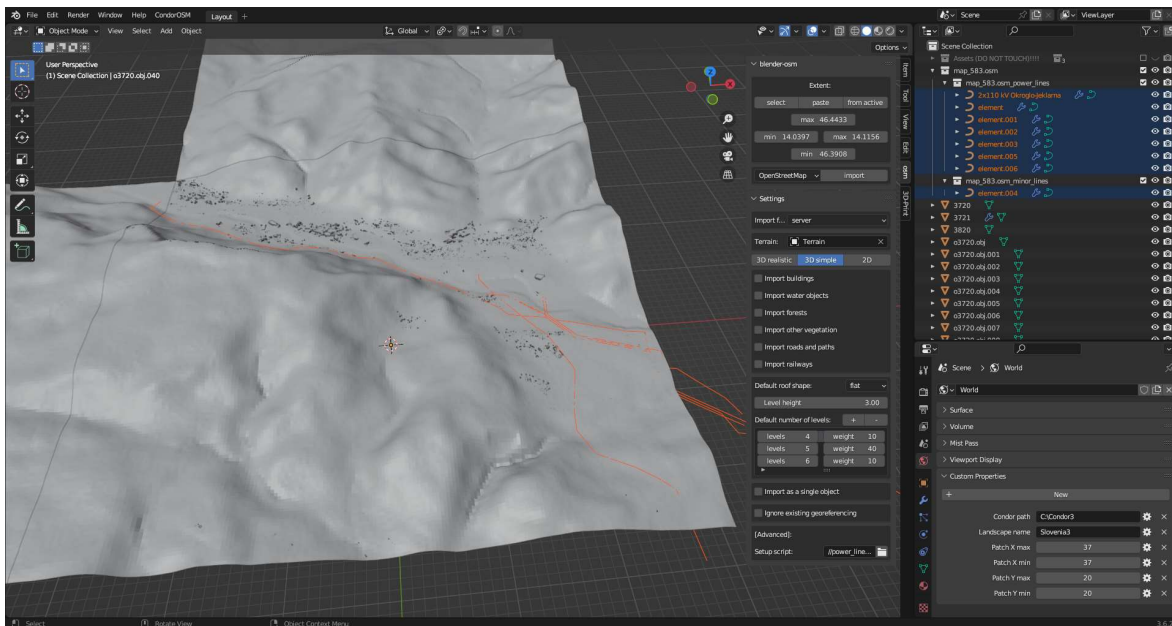 File Edit Render Window Help CondorOSM Layout + Scene ViewLayer
Object Mode View Select Add Object Global
Options
User Perspective
(1) Scene Collection | o3720.obj.040
X
Z
blender-osm
Extent:
select paste from active
max 46.4433
min 14.0397 max 14.1156
min 46.3908
OpenStreetMap import
Settings
Import f... server
Terrain: Terrain
3D realistic 3D simple 2D
Import buildings
Import water objects
Import forests
Import other vegetation
Import roads and paths
Import railways
Default roof shape: flat
Level height 3.00
Default number of levels: + -
levels 4 weight 10
levels 5 weight 40
levels 6 weight 10
Import as a single object
Ignore existing georeferencing
[Advanced]:
Setup script: //power_line...
Item
Tool
View
Edit
osm
3D-Print
Scene Collection
Assets (DO NOT TOUCH)!!!! 3
map_583.osm
map_583.osm_power_lines
2x110 kV Okroglo-Jeklarna
element
element.001
element.002
element.003
element.005
element.006
map_583.osm_minor_lines
element.004
3720
3721
3820
o3720.obj
o3720.obj.001
o3720.obj.002
o3720.obj.003
o3720.obj.004
o3720.obj.005
o3720.obj.006
o3720.obj.007
Scene > World
World
Surface
Volume
Mist Pass
Viewport Display
Custom Properties
+ New
Condor path C:\Condor3
Landscape name Slovenia3
Patch X max 37
Patch X min 37
Patch Y max 20
Patch Y min 20
Select Rotate View Object Context Menu